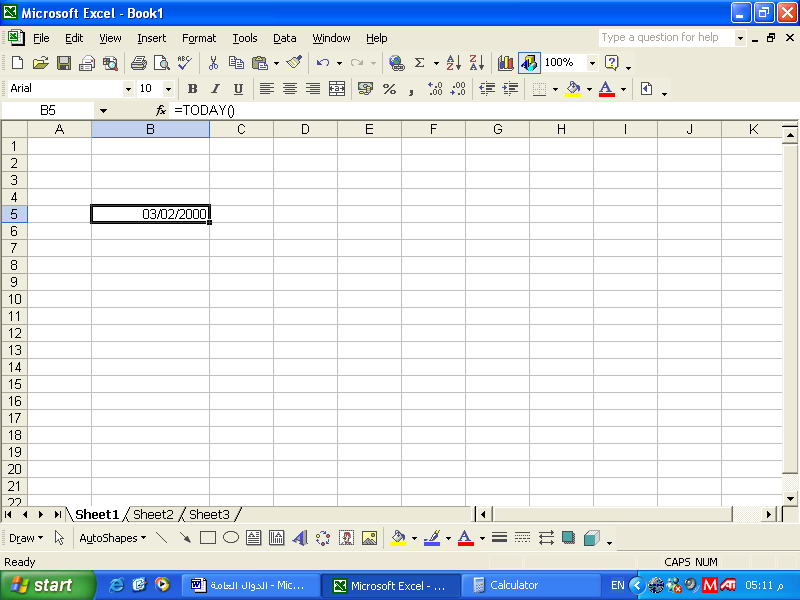 Microsoft Excel - Book1
File Edit View Insert Format Tools Data Window Help Type a question for help
100%
Arial 10 B I U
B5 fx =TODAY()
A B C D E F G H I J K
1
2
3
4
5 03/02/2000
6
7
8
9
10
11
12
13
14
15
16
17
18
19
20
21
22
Sheet1 Sheet2 Sheet3
Draw AutoShapes
Ready CAPS NUM
start الدوال العامة - Mic... Microsoft Excel - ... Calculator EN 05:11 م